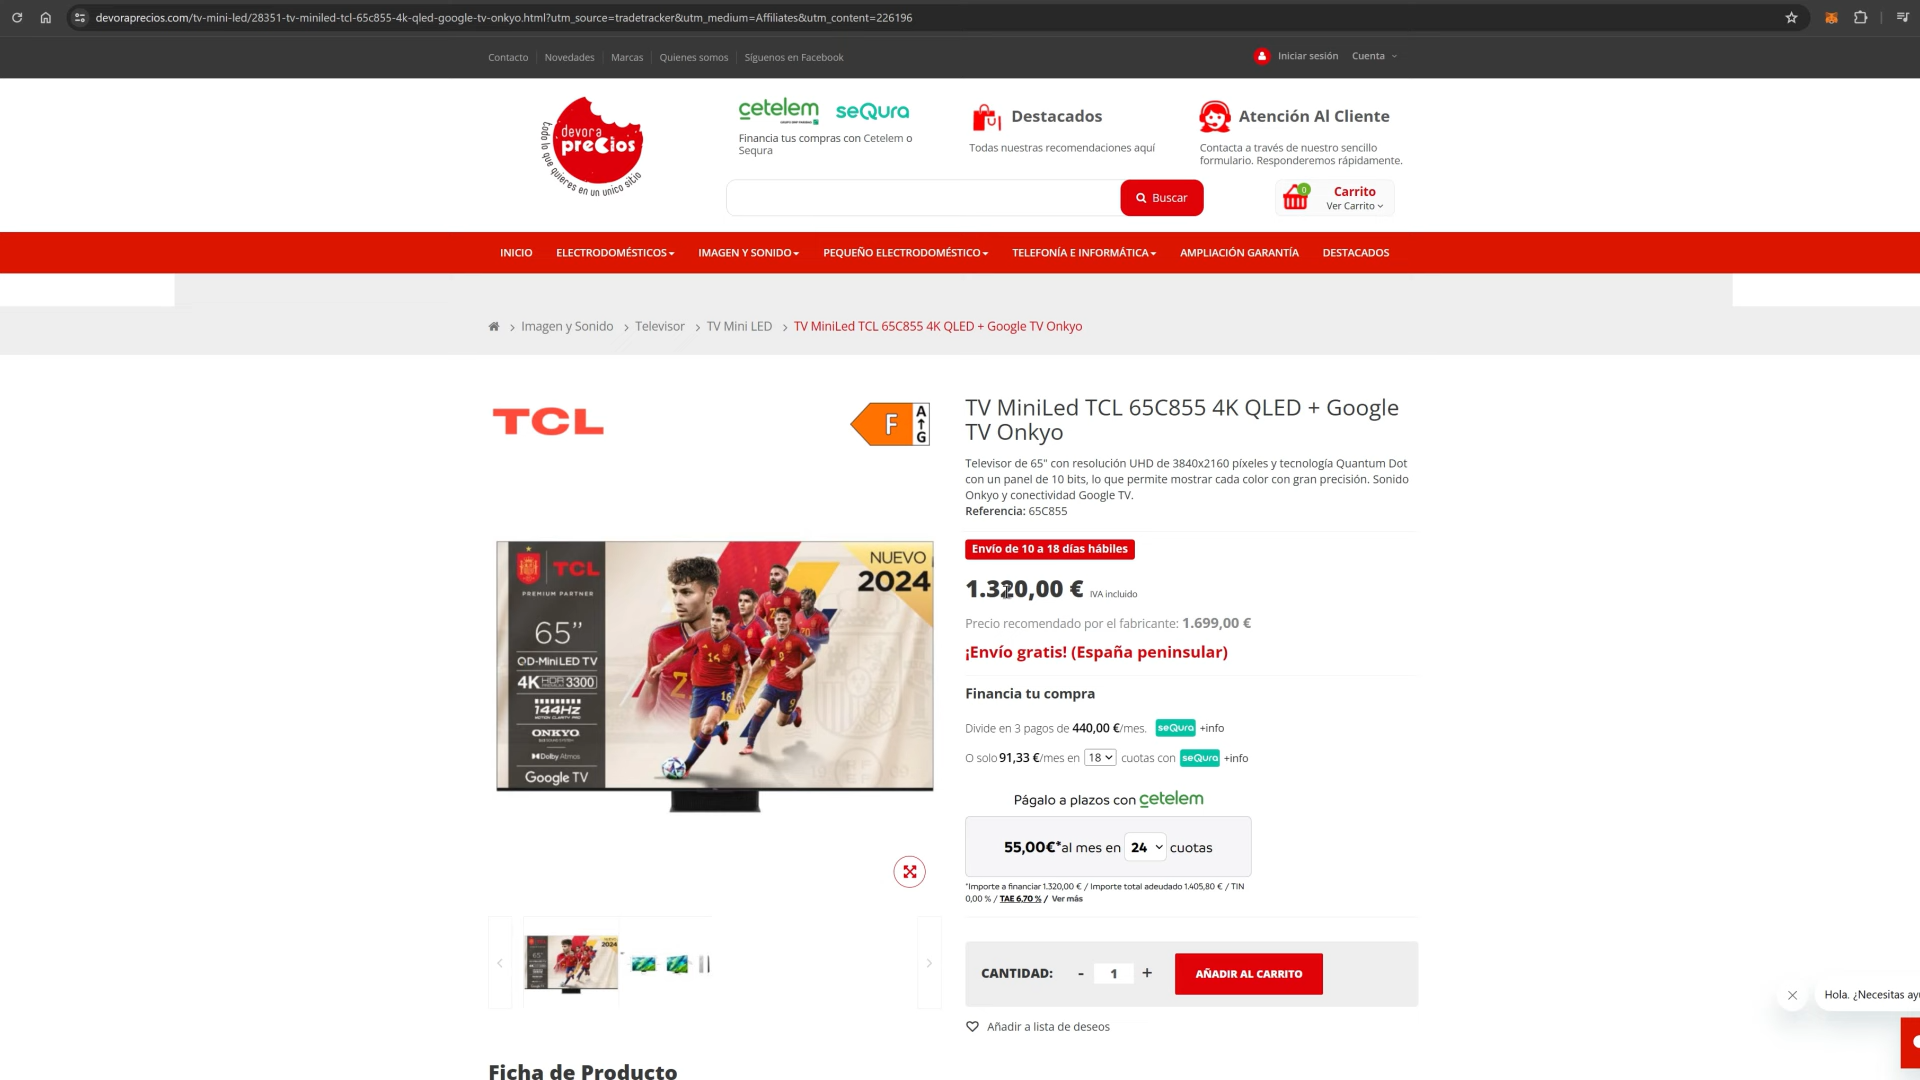 devoraprecios.com/tv-mini-led/28351-tv-miniled-tcl-65c855-4k-qled-google-tv-onkyo.html?utm_source=tradetracker&utm_medium=Affiliates&utm_content=226196
Contacto
Novedades
Marcas
Quienes somos
Síguenos en Facebook
Iniciar sesión
Cuenta
devora
precios
todo lo que quieres en un unico sitio
cetelem
seQura
Financia tus compras con Cetelem o
Sequra
Destacados
Todas nuestras recomendaciones aquí
Atención Al Cliente
Contacta a través de nuestro sencillo
formulario. Responderemos rápidamente.
Buscar
0
Carrito
Ver Carrito
INICIO
ELECTRODOMÉSTICOS
IMAGEN Y SONIDO
PEQUEÑO ELECTRODOMÉSTICO
TELEFONÍA E INFORMÁTICA
AMPLIACIÓN GARANTÍA
DESTACADOS
Imagen y Sonido
Televisor
TV Mini LED
TV MiniLed TCL 65C855 4K QLED + Google TV Onkyo
TCL
F
A
G
TCL
PREMIUM PARTNER
65”
QD-MiniLED TV
4K HDR 3300
144Hz
MOTION CLARITY PRO
ONKYO
Dolby Atmos
Google TV
NUEVO
2024
14
16
7
9
TV MiniLed TCL 65C855 4K QLED + Google
TV Onkyo
Televisor de 65" con resolución UHD de 3840x2160 píxeles y tecnología Quantum Dot
con un panel de 10 bits, lo que permite mostrar cada color con gran precisión. Sonido
Onkyo y conectividad Google TV.
Referencia: 65C855
Envío de 10 a 18 días hábiles
1.320,00 € IVA incluido
Precio recomendado por el fabricante: 1.699,00 €
¡Envío gratis! (España peninsular)
Financia tu compra
Divide en 3 pagos de 440,00 €/mes. seQura +info
O solo 91,33 €/mes en 18 cuotas con seQura +info
Págalo a plazos con cetelem
55,00€*al mes en 24 cuotas
*Importe a financiar 1.320,00 € / Importe total adeudado 1.405,80 € / TIN
0,00 % / TAE 6,70 % / Ver más
CANTIDAD: - 1 +
AÑADIR AL CARRITO
Añadir a lista de deseos
Hola. ¿Necesitas ay
Ficha de Producto